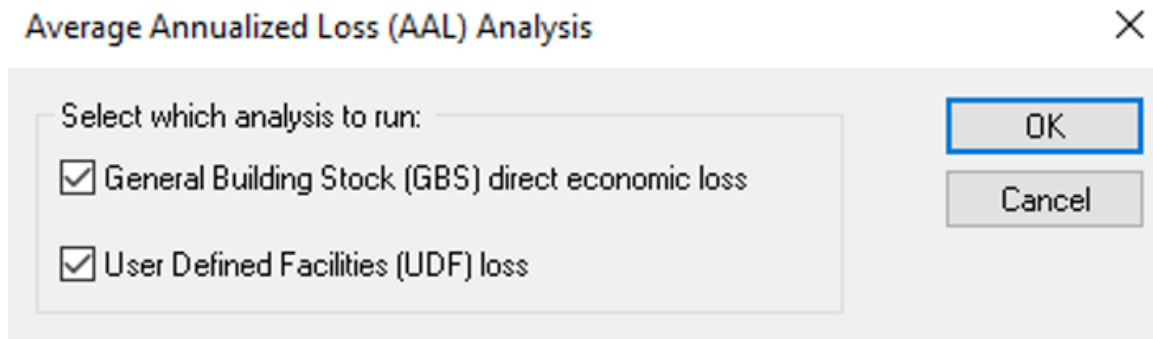 Average Annualized Loss (AAL) Analysis
Select which analysis to run:
General Building Stock (GBS) direct economic loss
User Defined Facilities (UDF) loss
OK
Cancel